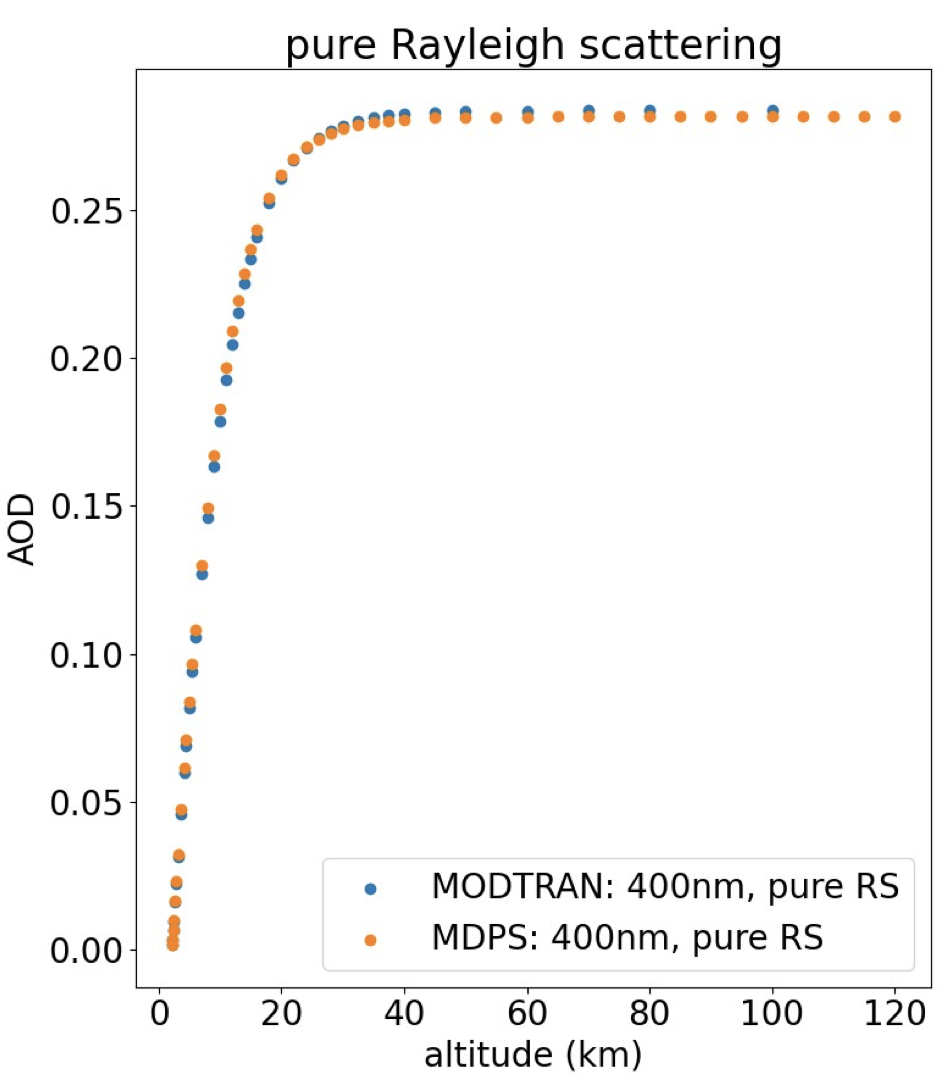 pure Rayleigh scattering
0.25
0.20
0.15
0.10
0.05
0.00
AOD
MODTRAN: 400nm, pure RS
MDPS: 400nm, pure RS
0 20 40 60 80 100 120
altitude (km)